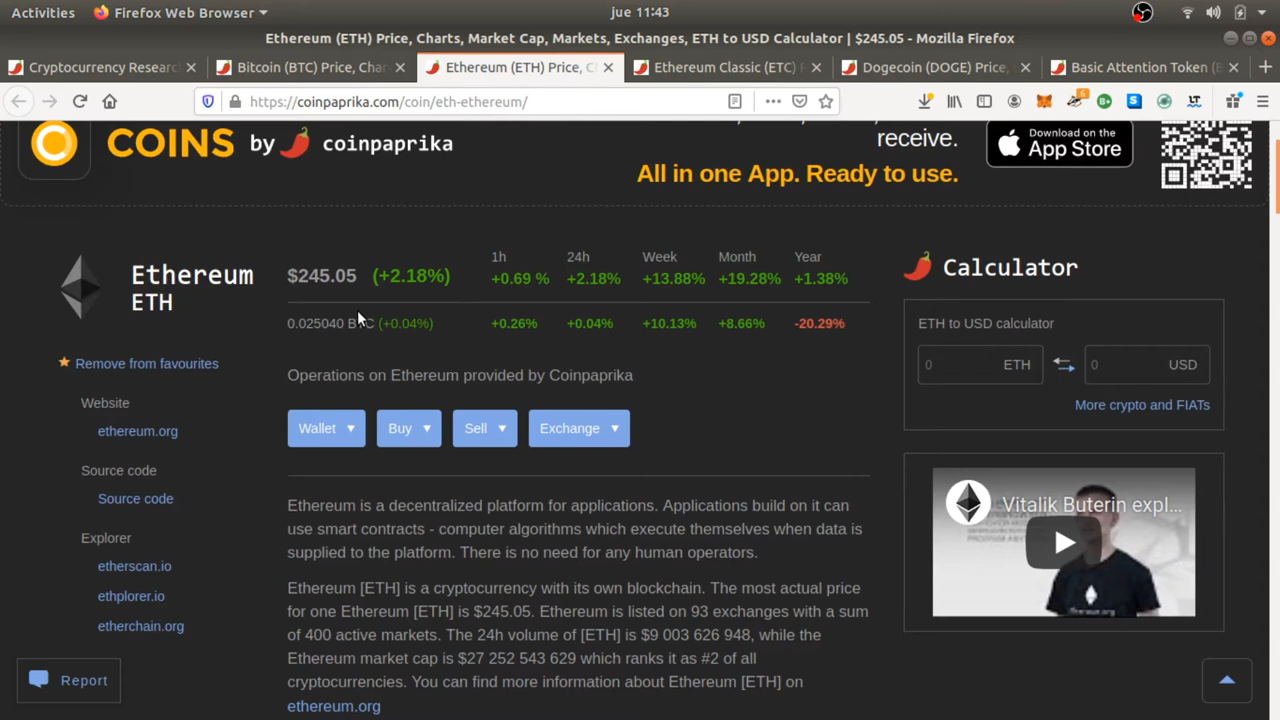 Activities Firefox Web Browser jue 11:43
Ethereum (ETH) Price, Charts, Market Cap, Markets, Exchanges, ETH to USD Calculator | $245.05 - Mozilla Firefox
Cryptocurrency Researc Bitcoin (BTC) Price, Char Ethereum (ETH) Price, C Ethereum Classic (ETC) Dogecoin (DOGE) Price, Basic Attention Token (B
https://coinpaprika.com/coin/eth-ethereum/ 6
COINS by coinpaprika
receive.
All in one App. Ready to use.
Download on the
App Store
Ethereum
ETH
Remove from favourites
Website
ethereum.org
Source code
Source code
Explorer
etherscan.io
ethplorer.io
etherchain.org
Report
$245.05 (+2.18%)
1h 24h Week Month Year
+0.69 % +2.18% +13.88% +19.28% +1.38%
0.025040 BTC (+0.04%) +0.26% +0.04% +10.13% +8.66% -20.29%
Operations on Ethereum provided by Coinpaprika
Wallet Buy Sell Exchange
Ethereum is a decentralized platform for applications. Applications build on it can
use smart contracts - computer algorithms which execute themselves when data is
supplied to the platform. There is no need for any human operators.
Ethereum [ETH] is a cryptocurrency with its own blockchain. The most actual price
for one Ethereum [ETH] is $245.05. Ethereum is listed on 93 exchanges with a sum
of 400 active markets. The 24h volume of [ETH] is $9 003 626 948, while the
Ethereum market cap is $27 252 543 629 which ranks it as #2 of all
cryptocurrencies. You can find more information about Ethereum [ETH] on
ethereum.org
Calculator
ETH to USD calculator
0 ETH 0 USD
More crypto and FIATs
Vitalik Buterin expl...